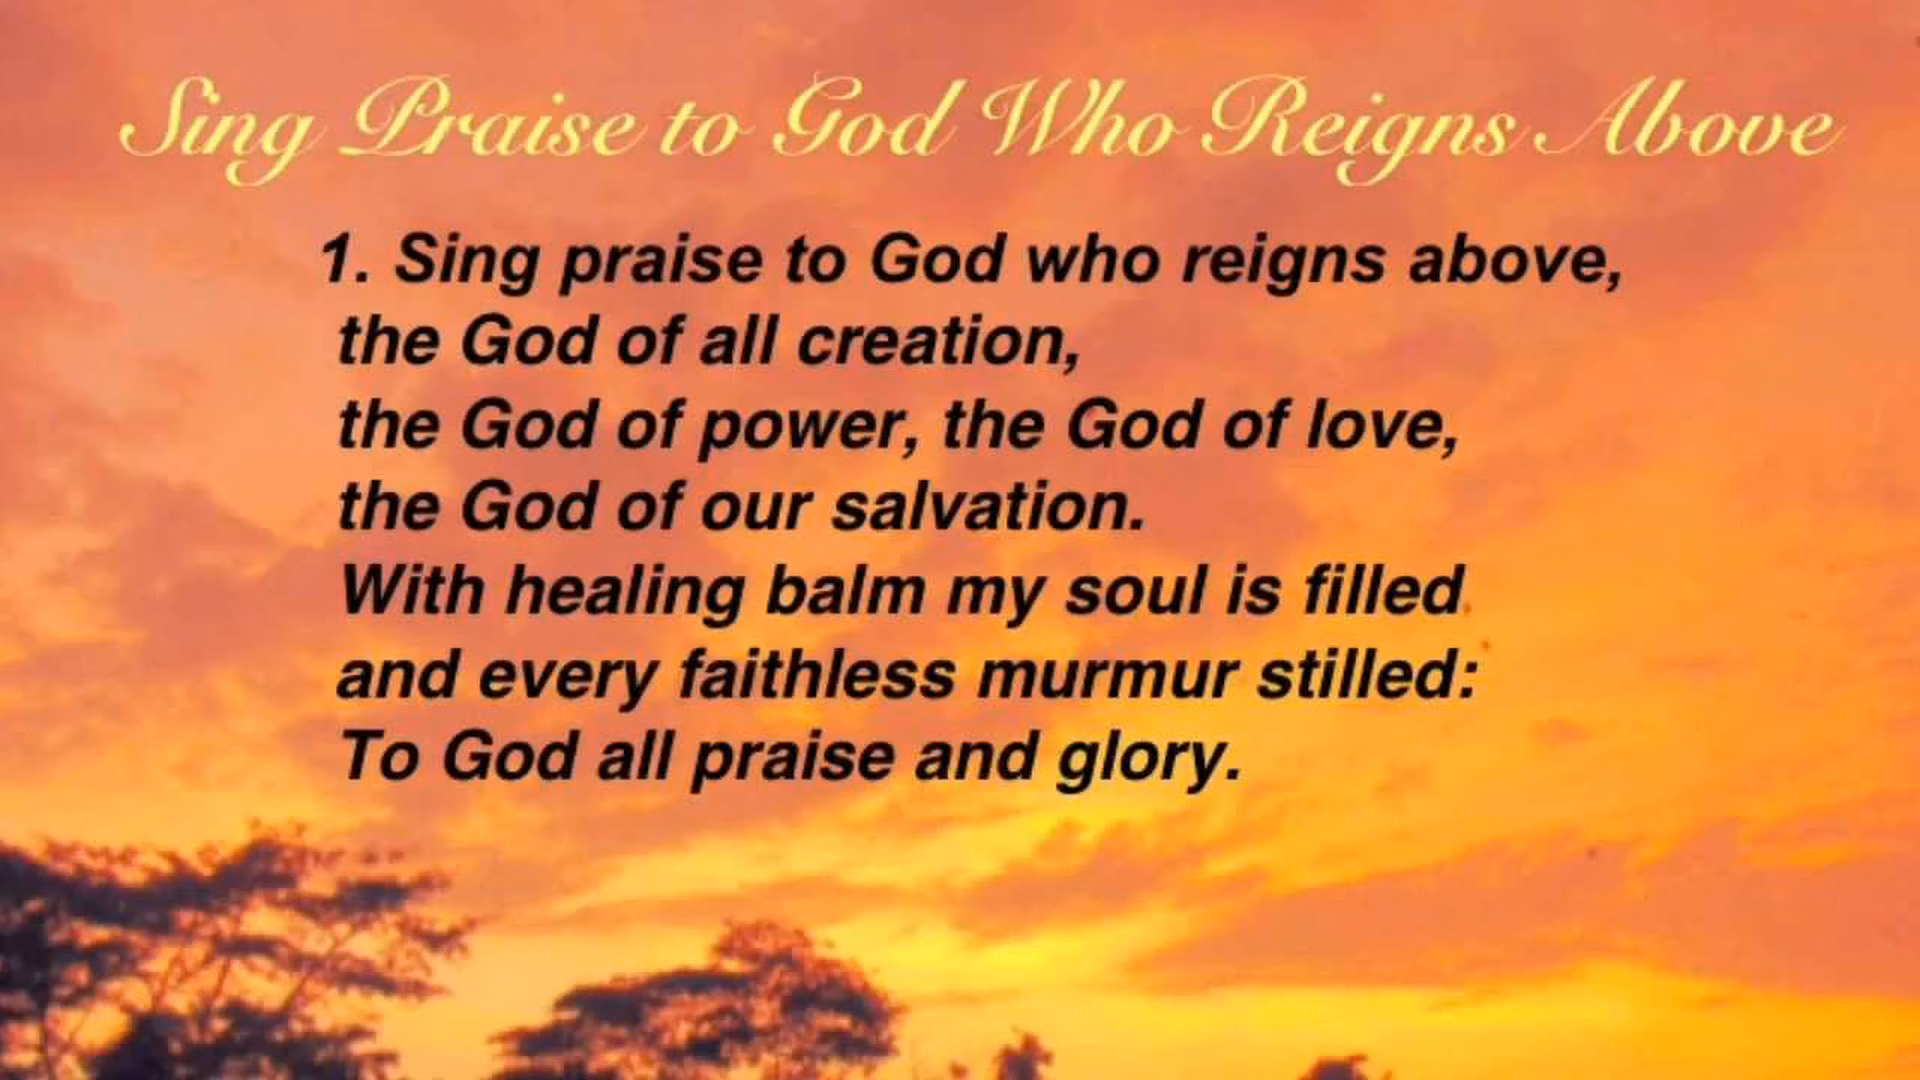 Sing Praise to God Who Reigns Above
1. Sing praise to God who reigns above,
the God of all creation,
the God of power, the God of love,
the God of our salvation.
With healing balm my soul is filled
and every faithless murmur stilled:
To God all praise and glory.